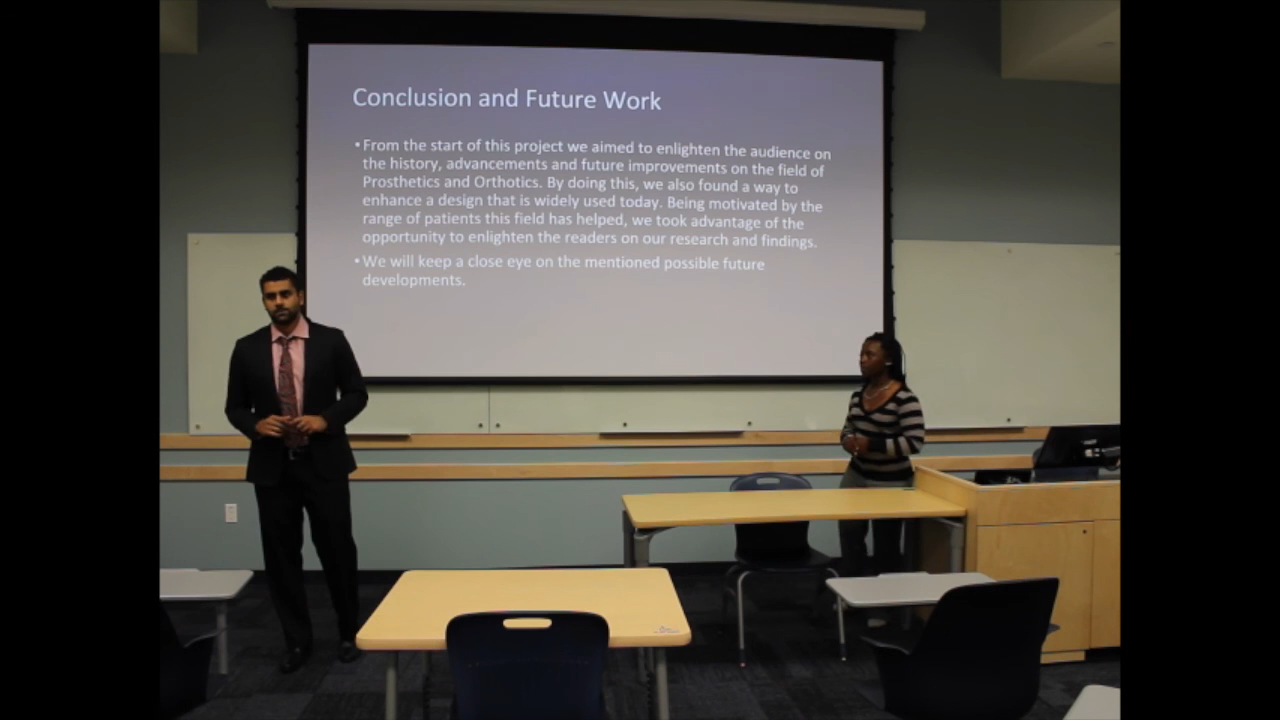 Conclusion and Future Work
• From the start of this project we aimed to enlighten the audience on
the history, advancements and future improvements on the field of
Prosthetics and Orthotics. By doing this, we also found a way to
enhance a design that is widely used today. Being motivated by the
range of patients this field has helped, we took advantage of the
opportunity to enlighten the readers on our research and findings.
• We will keep a close eye on the mentioned possible future
developments.